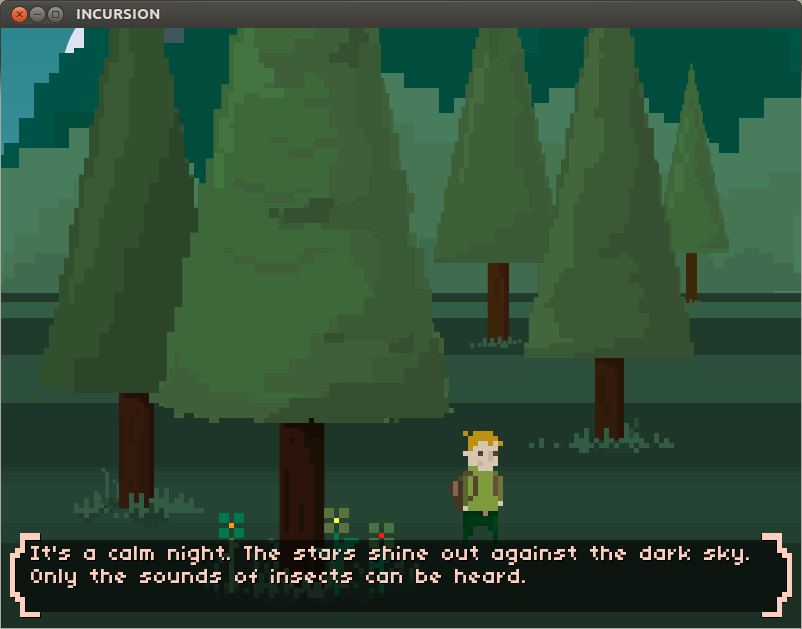 INCURSION
It's a calm night. The stars shine out against the dark sky.
Only the sounds of insects can be heard.